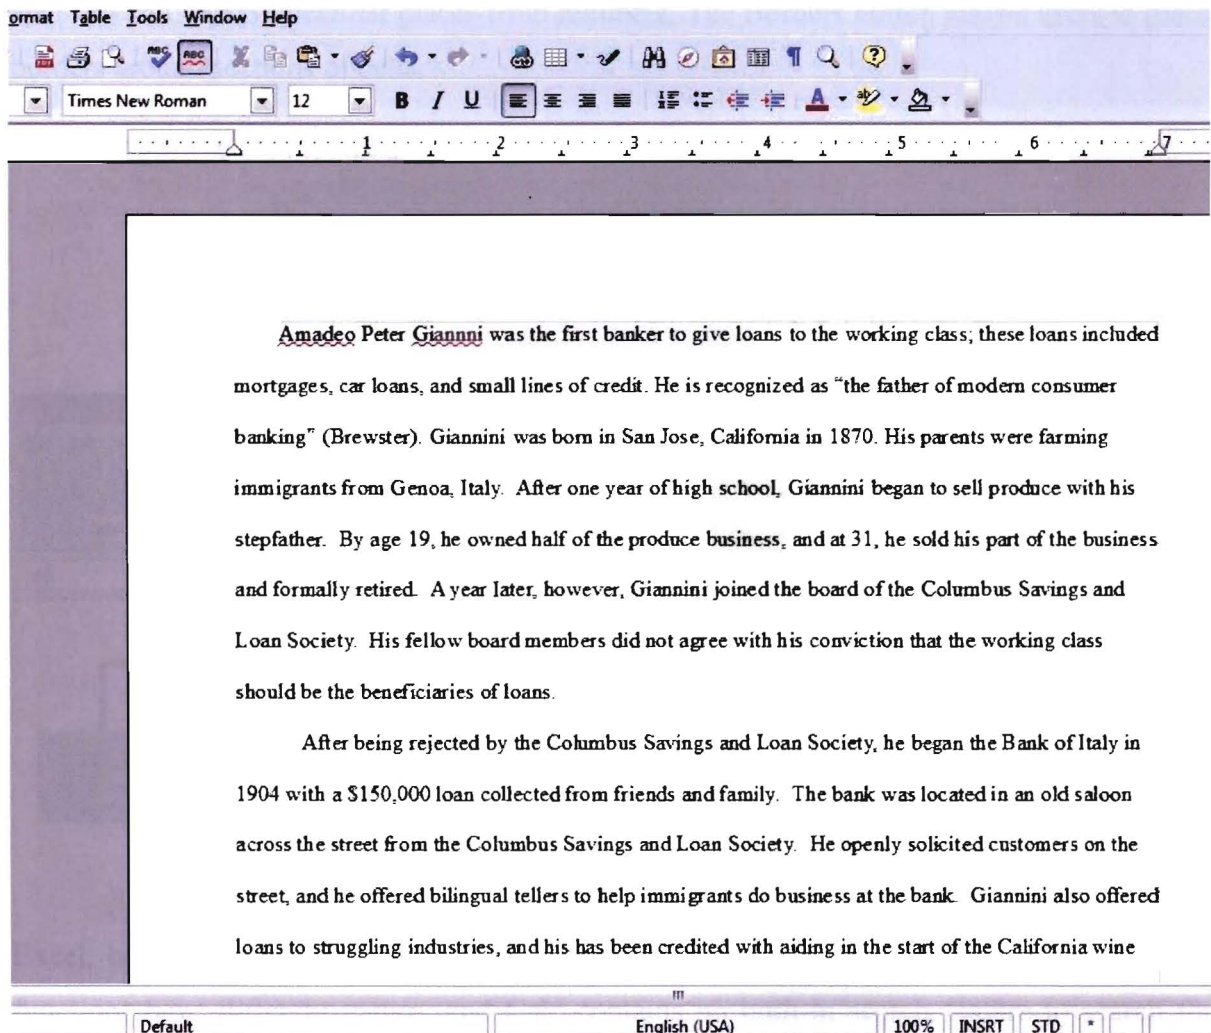 ormat Table Tools Window Help
Times New Roman 12 B I U A
1 2 3 4 5 6 7
Amadeo Peter Giannni was the first banker to give loans to the working class; these loans included
mortgages, car loans, and small lines of credit. He is recognized as “the father of modern consumer
banking” (Brewster). Giannini was born in San Jose, California in 1870. His parents were farming
immigrants from Genoa, Italy.  After one year of high school, Giannini began to sell produce with his
stepfather.  By age 19, he owned half of the produce business, and at 31, he sold his part of the business
and formally retired.  A year later, however, Giannini joined the board of the Columbus Savings and
Loan Society.  His fellow board members did not agree with his conviction that the working class
should be the beneficiaries of loans.
After being rejected by the Columbus Savings and Loan Society, he began the Bank of Italy in
1904 with a $150,000 loan collected from friends and family.  The bank was located in an old saloon
across the street from the Columbus Savings and Loan Society.  He openly solicited customers on the
street, and he offered bilingual tellers to help immigrants do business at the bank.  Giannini also offered
loans to struggling industries, and his has been credited with aiding in the start of the California wine
Default English (USA) 100% INSRT STD *